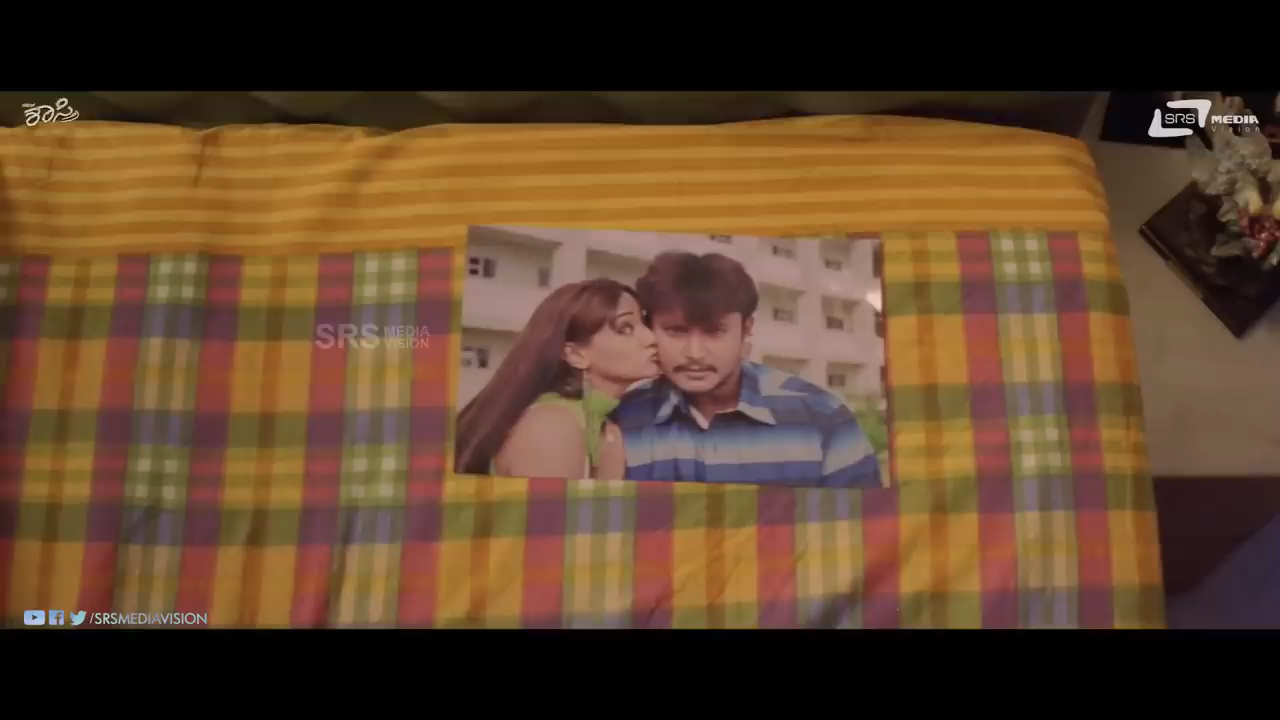 ಶಾಸ್ತ್ರಿ
SRS MEDIA
Vision
SRS MEDIA
VISION
/SRSMEDIAVISION